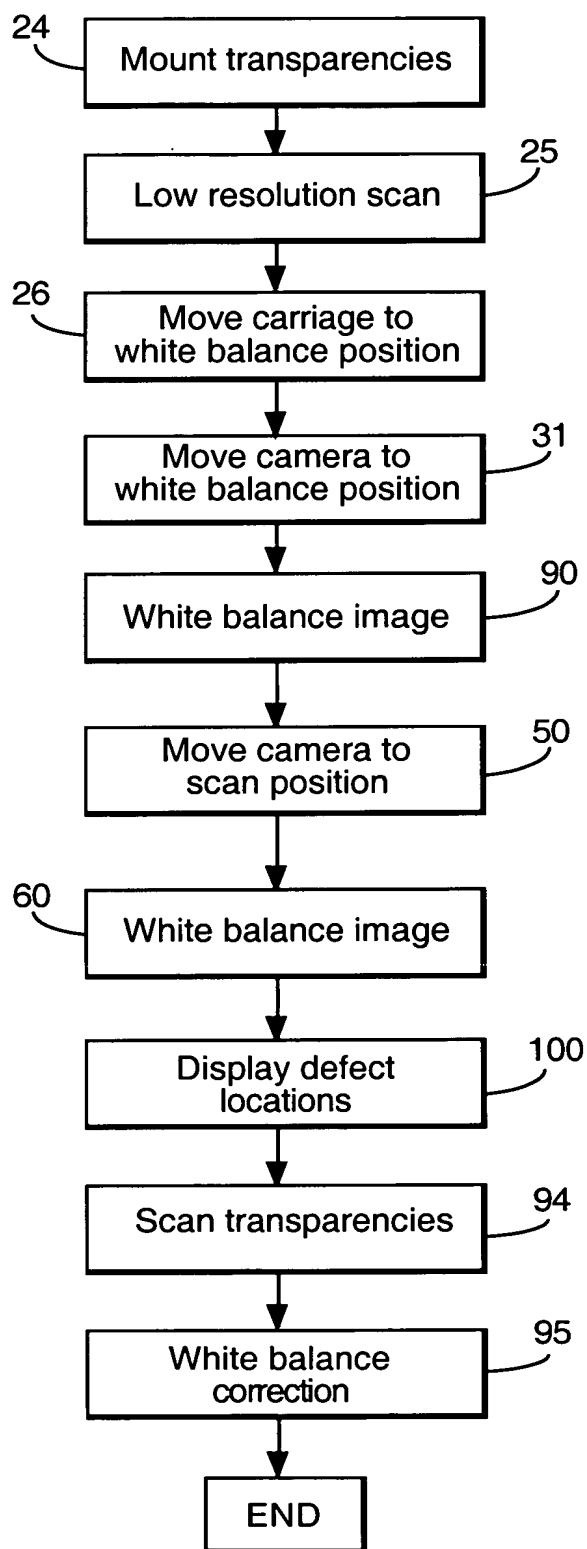 24
Mount transparencies
25
Low resolution scan
26
Move carriage to
white balance position
31
Move camera to
white balance position
90
White balance image
50
Move camera to
scan position
60
White balance image
100
Display defect
locations
94
Scan transparencies
95
White balance
correction
END